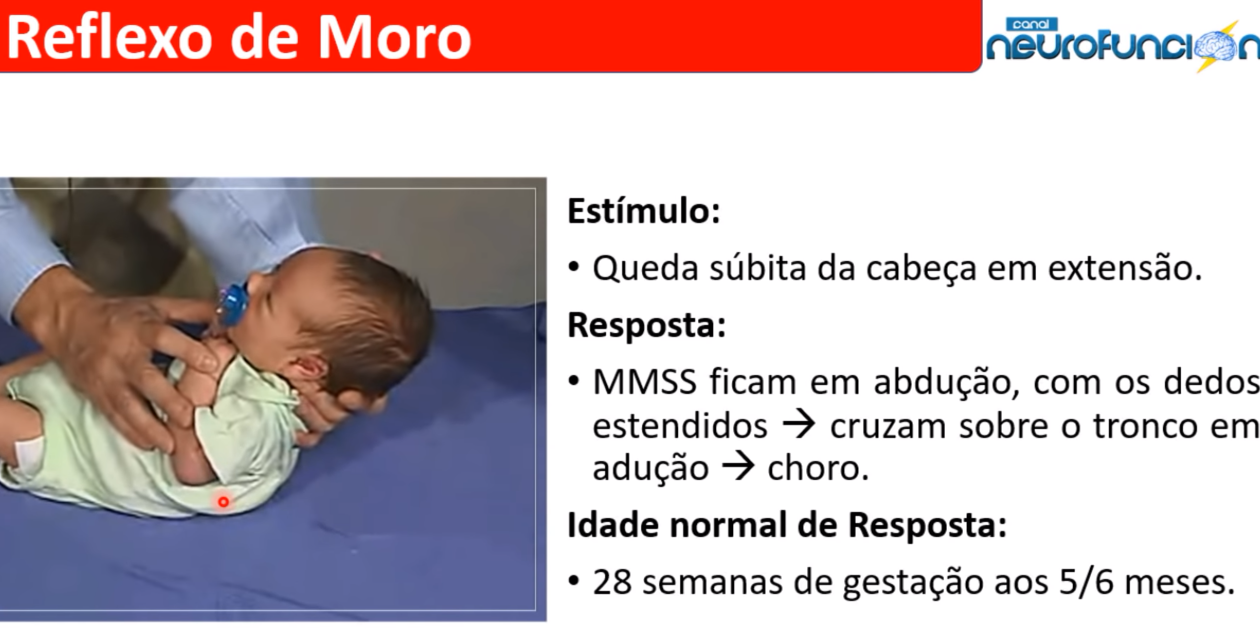 Reflexo de Moro
canal
neurofunci n
Estímulo:
• Queda súbita da cabeça em extensão.
Resposta:
• MMSS ficam em abdução, com os dedos
estendidos → cruzam sobre o tronco em
adução → choro.
Idade normal de Resposta:
• 28 semanas de gestação aos 5/6 meses.